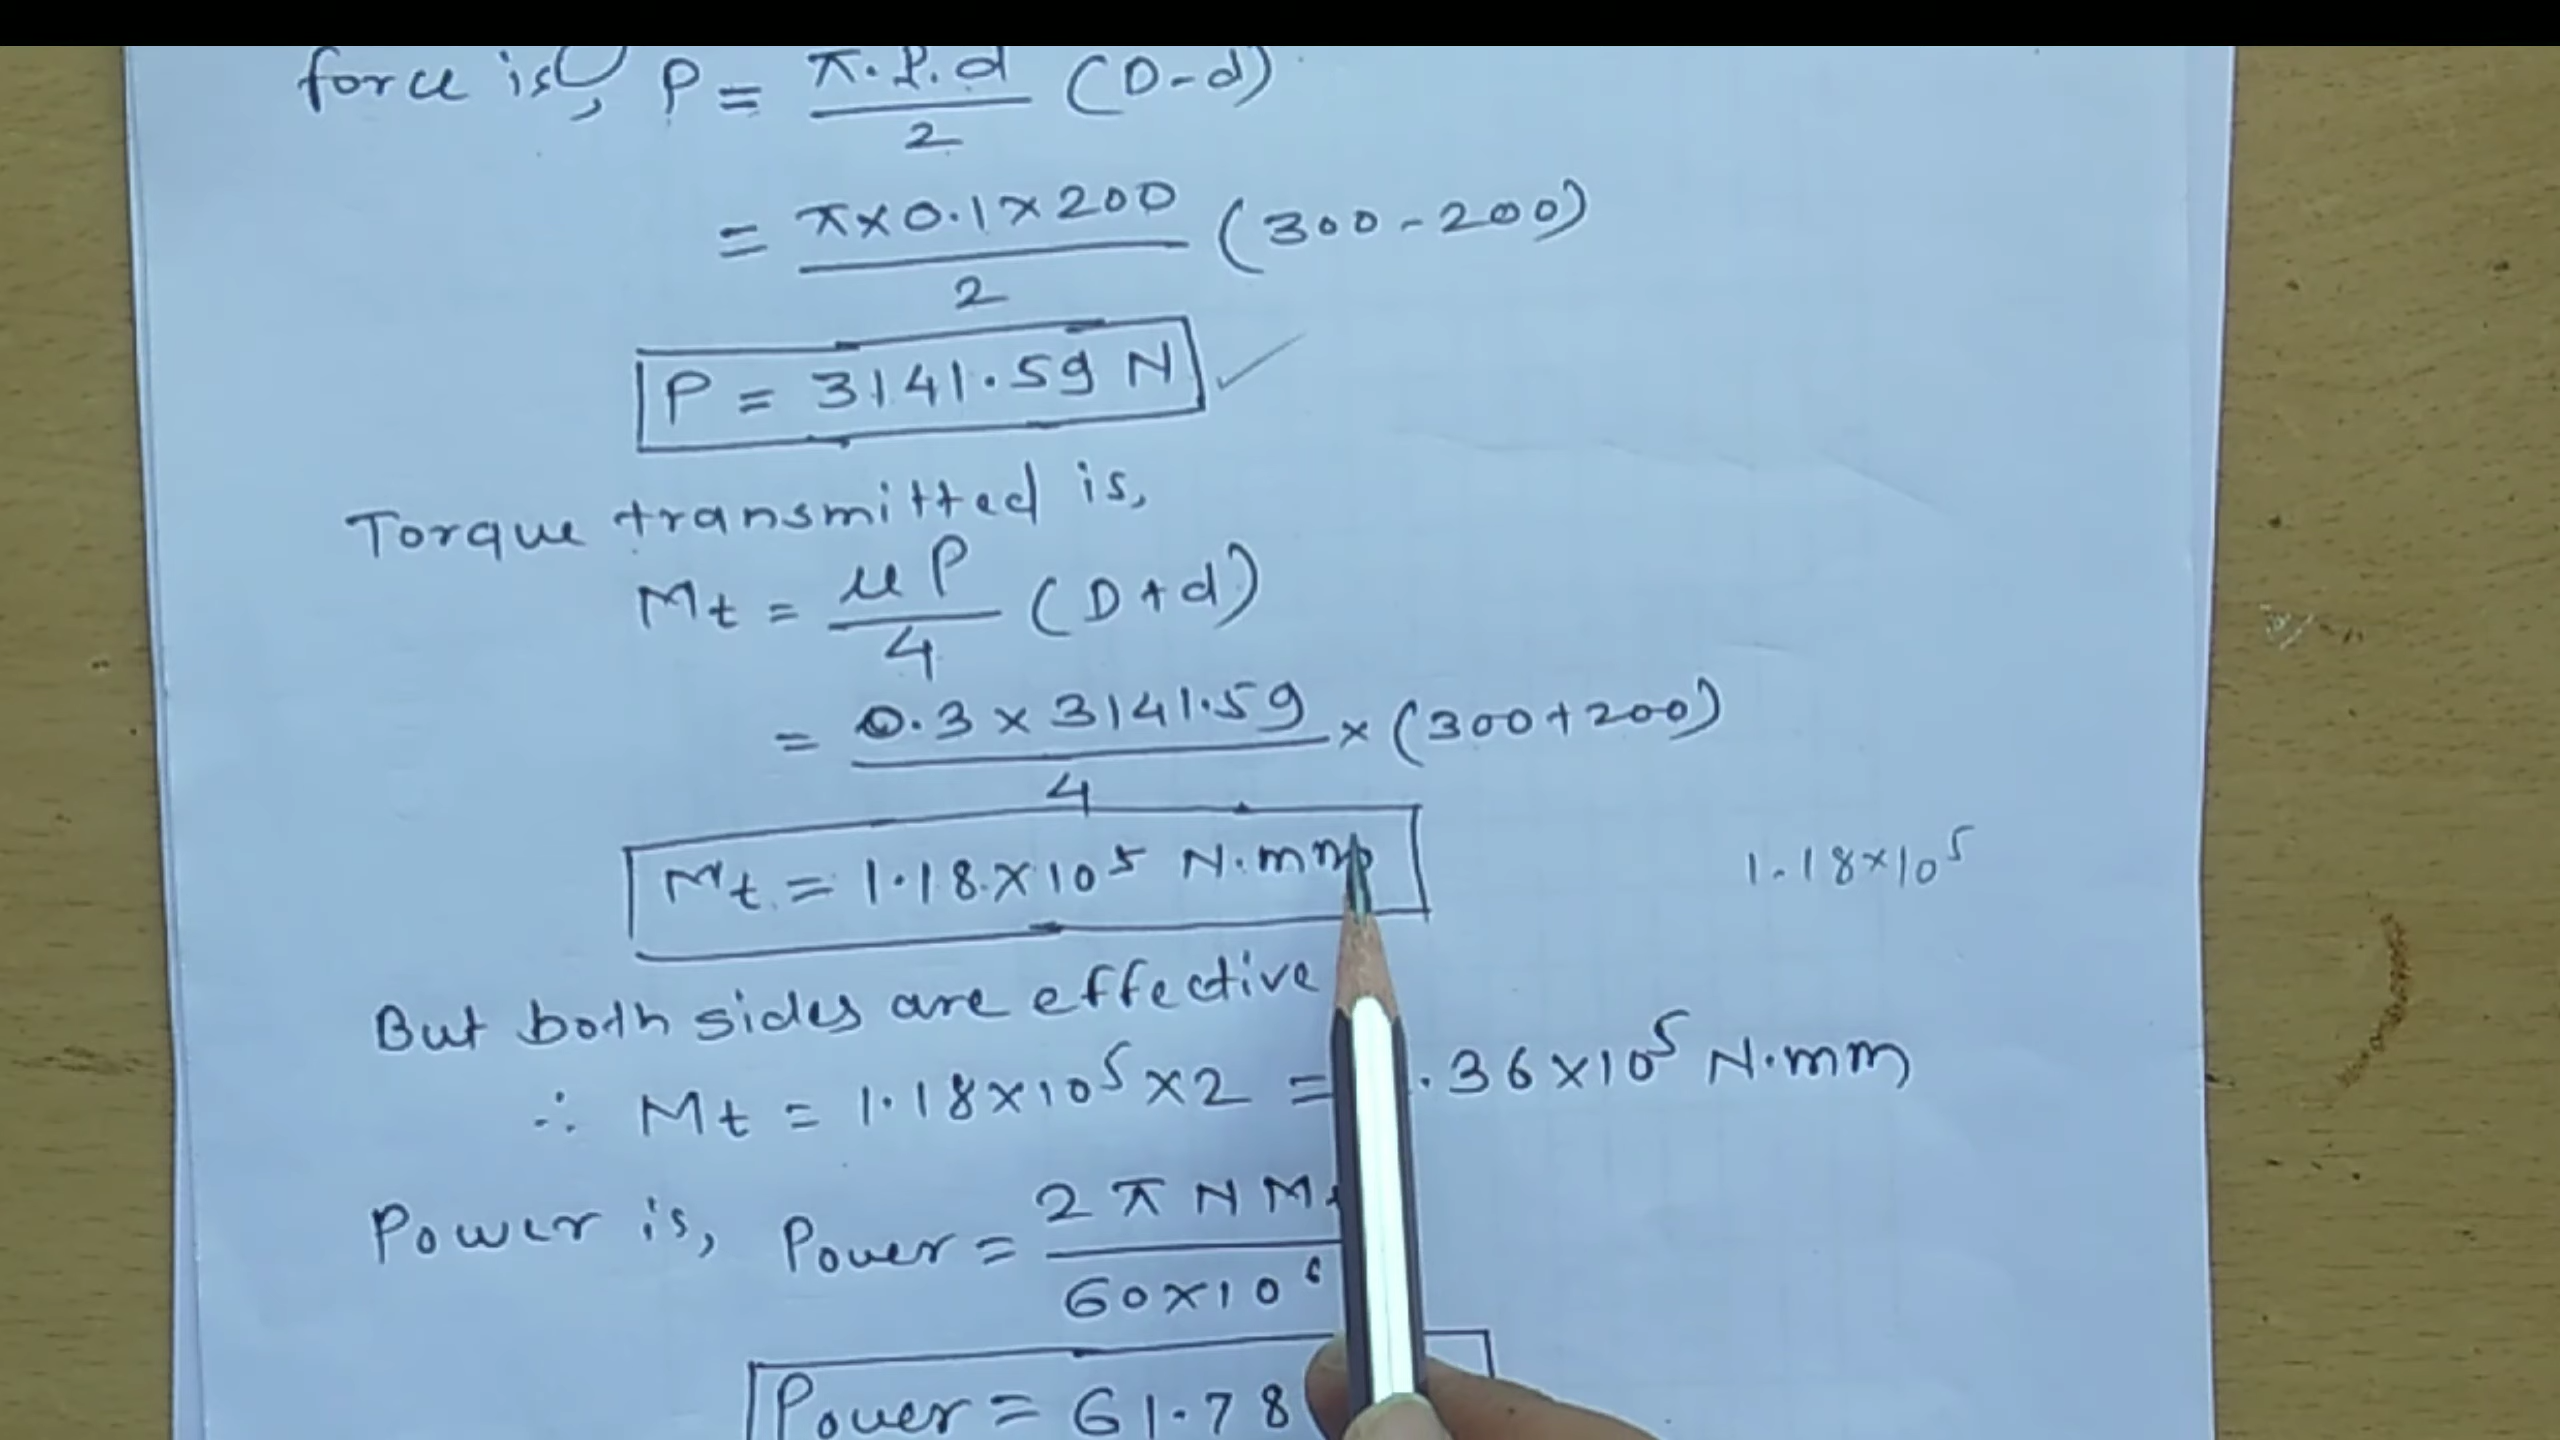 force is, P = π.P.d / 2 (D-d)
= π×0.1×200 / 2 (300-200)
P = 3141.59 N
Torque transmitted is,
Mt = μP / 4 (D+d)
= 0.3×3141.59 / 4 × (300+200)
Mt = 1.18×10⁵ N.mm
1.18×10⁵
But both sides are effective
∴ Mt = 1.18×10⁵×2 = .36×10⁵ N.mm
Power is, Power = 2πNM / 60×10⁶
Power = 61.78